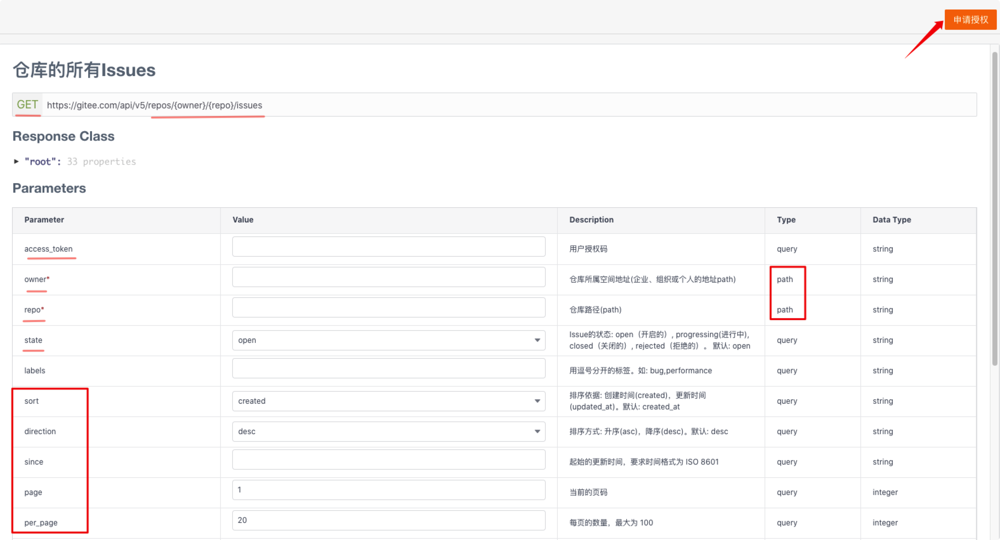 申请授权
仓库的所有Issues
GET https://gitee.com/api/v5/repos/{owner}/{repo}/issues
Response Class
"root": 33 properties
Parameters
Parameter Value Description Type Data Type
access_token 用户授权码 query string
owner* 仓库所属空间地址(企业、组织或个人的地址path) path string
repo* 仓库路径(path) path string
state open Issue的状态: open（开启的）, progressing(进行中),
closed（关闭的）, rejected（拒绝的）。 默认: open query string
labels 用逗号分开的标签。如: bug,performance query string
sort created 排序依据: 创建时间(created)，更新时间
(updated_at)。默认: created_at query string
direction desc 排序方式: 升序(asc)，降序(desc)。默认: desc query string
since 起始的更新时间，要求时间格式为 ISO 8601 query string
page 1 当前的页码 query integer
per_page 20 每页的数量，最大为 100 query integer